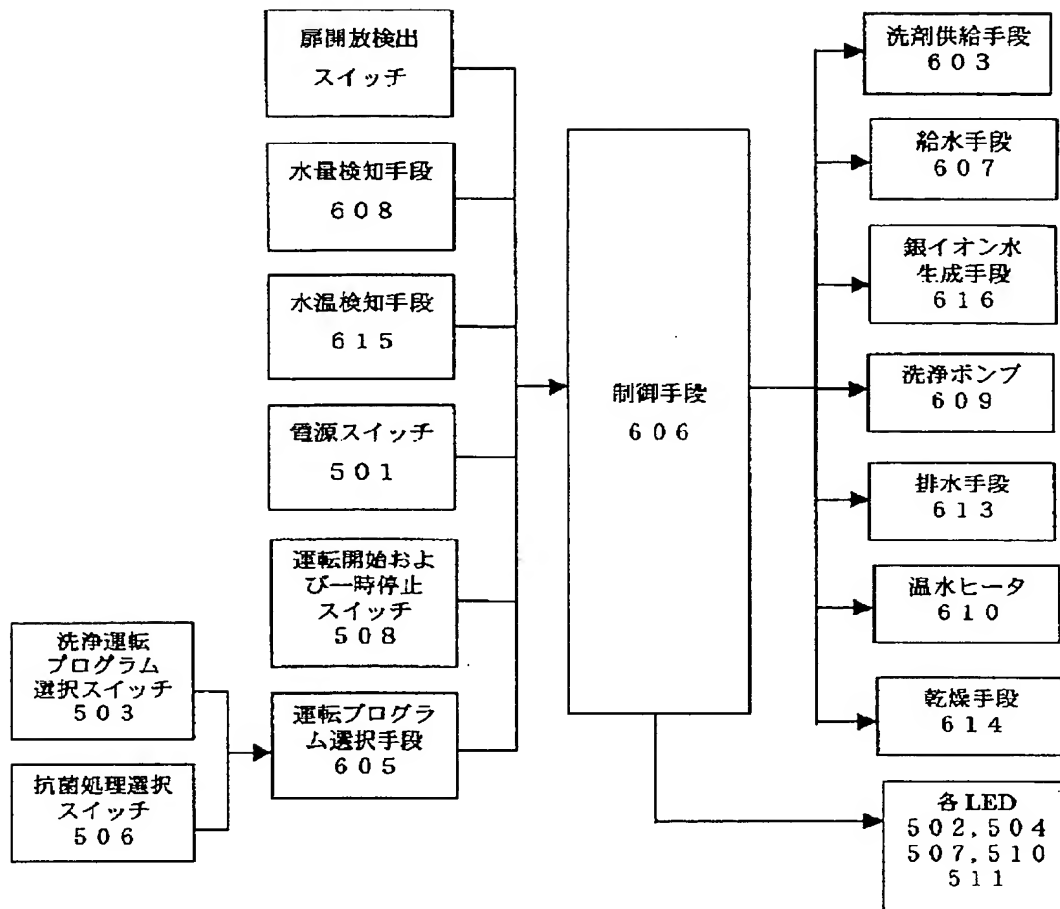 扉開放検出
スイッチ
水量検知手段
608
水温検知手段
615
電源スイッチ
501
運転開始およ
び一時停止
スイッチ
508
洗浄運転
プログラム
選択スイッチ
503
抗菌処理選択
スイッチ
506
運転プログラ
ム選択手段
605
制御手段
606
洗剤供給手段
603
給水手段
607
銀イオン水
生成手段
616
洗浄ポンプ
609
排水手段
613
温水ヒータ
610
乾燥手段
614
各LED
502,504
507,510
511